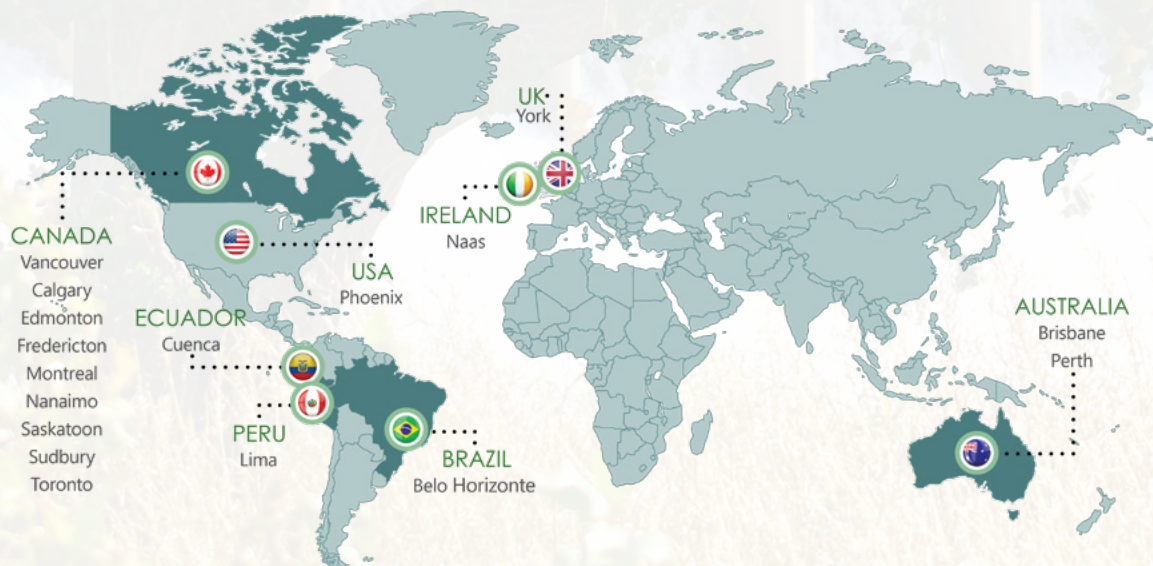 UK
York
IRELAND
Naas
CANADA
Vancouver
Calgary
Edmonton
Fredericton
Montreal
Nanaimo
Saskatoon
Sudbury
Toronto
USA
Phoenix
ECUADOR
Cuenca
PERU
Lima
BRAZIL
Belo Horizonte
AUSTRALIA
Brisbane
Perth